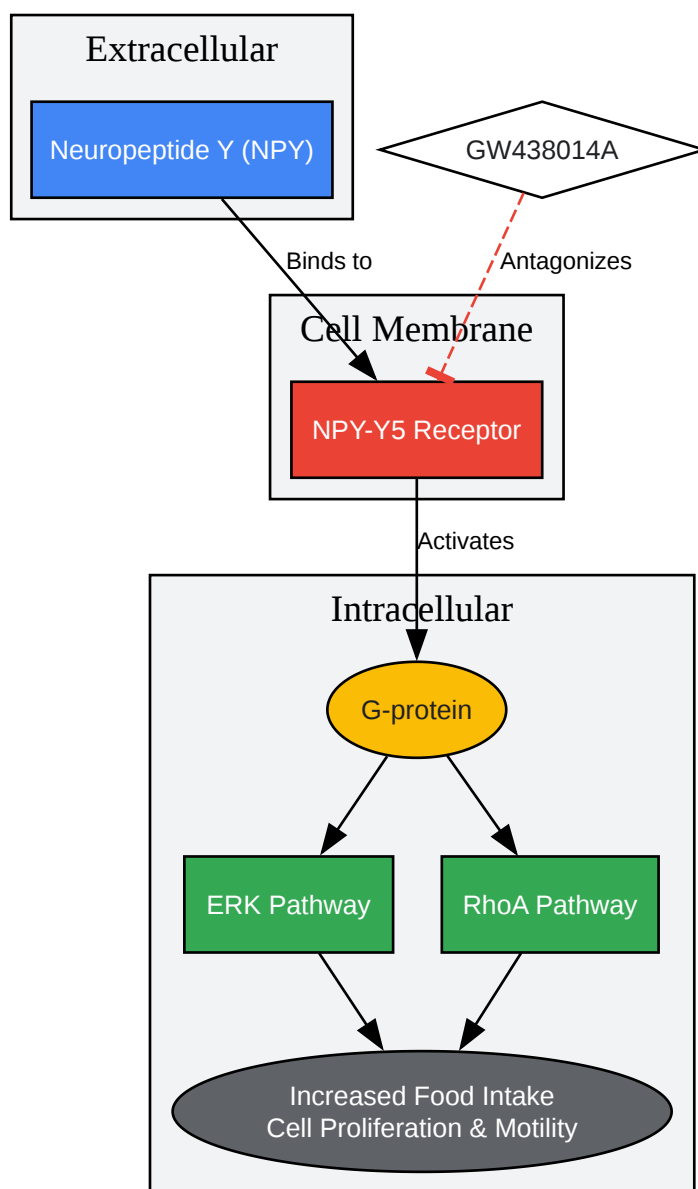 Extracellular
Neuropeptide Y (NPY)
GW438014A
Binds to
Antagonizes
Cell Membrane
NPY-Y5 Receptor
Activates
Intracellular
G-protein
ERK Pathway
RhoA Pathway
Increased Food Intake
Cell Proliferation & Motility